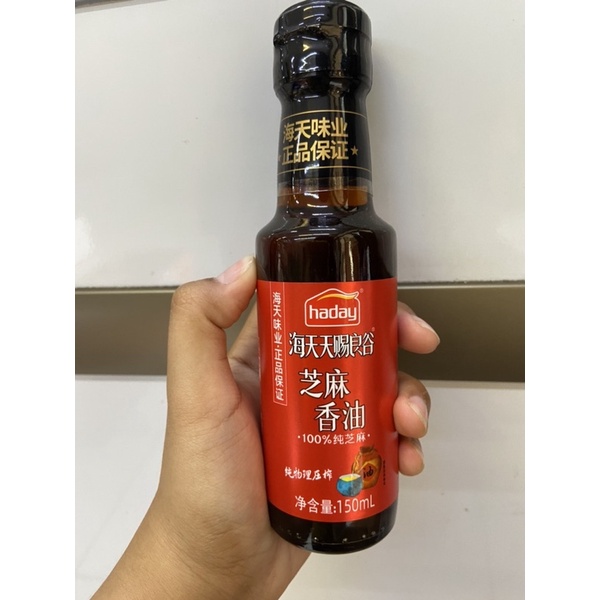 海天味业
正品保证
haday
海天味业·正品保证
海天天赐良谷
芝麻
香油
·100%纯芝麻·
纯物理压榨
油
净含量:150mL